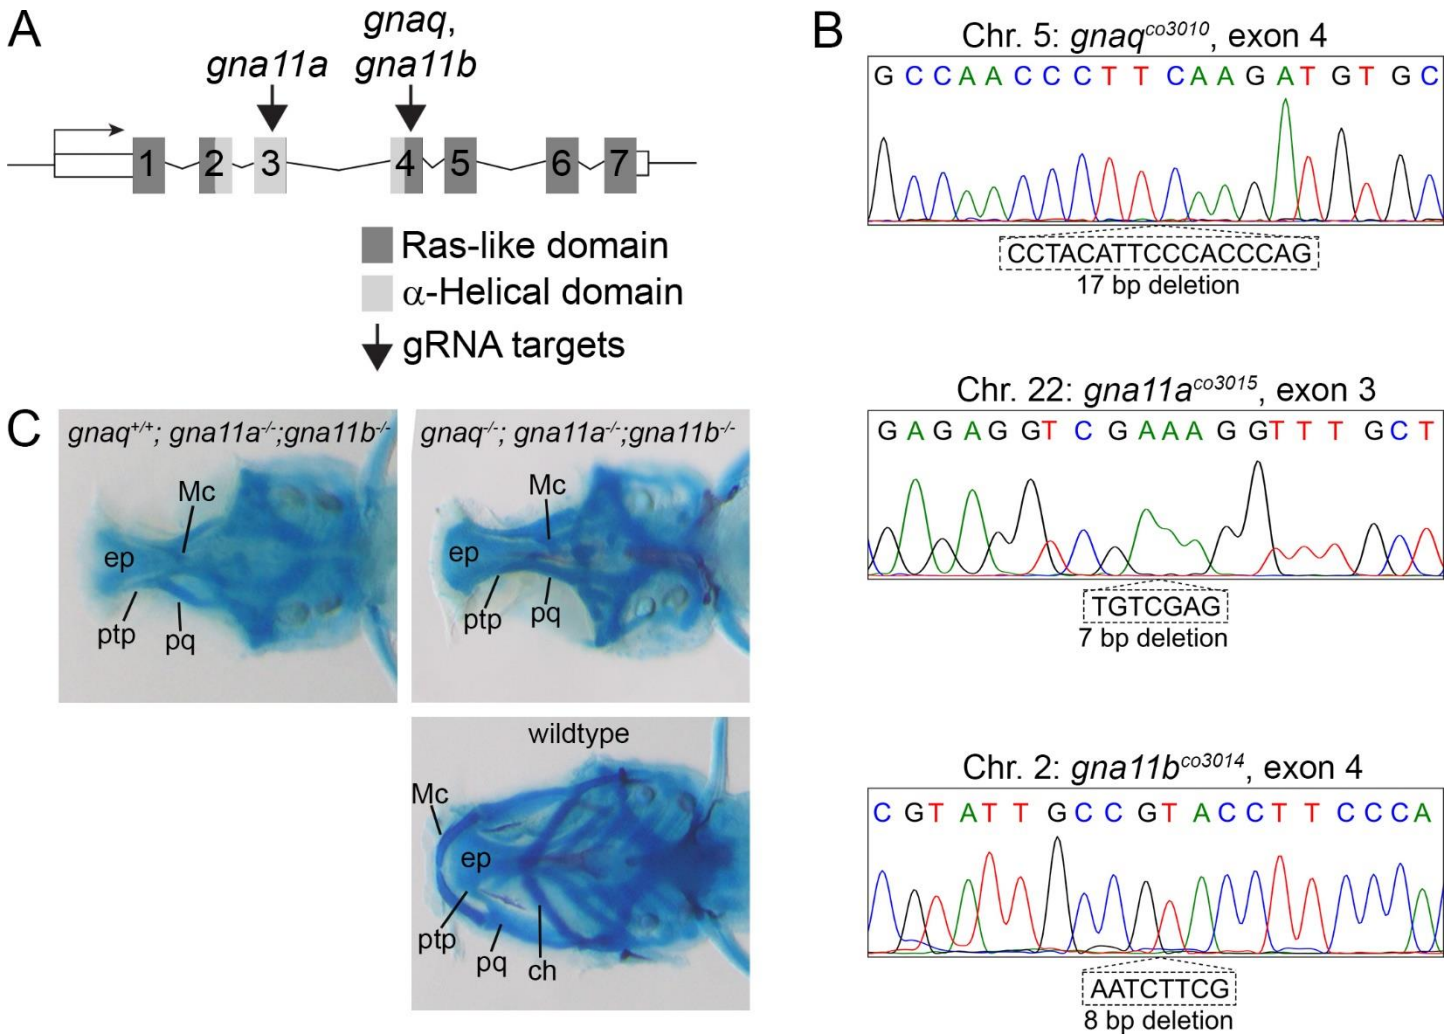 A
gna11a
gnaq,
gna11b
1 2 3 4 5 6 7
Ras-like domain
α-Helical domain
gRNA targets
B
Chr. 5: gnaq^co3010, exon 4
G C C A A C C C T T C A A G A T G T G C
CCTACATTCCCACCCAG
17 bp deletion
Chr. 22: gna11a^co3015, exon 3
G A G A G G T C G A A A G G T T T G C T
TGTCGAG
7 bp deletion
Chr. 2: gna11b^co3014, exon 4
C G T A T T G C C G T A C C T T C C C A
AATCTTCG
8 bp deletion
C
gnaq+/+; gna11a-/-;gna11b-/-
Mc
ep
ptp
pq
gnaq-/-; gna11a-/-;gna11b-/-
Mc
ep
ptp
pq
wildtype
Mc
ep
ptp
pq
ch